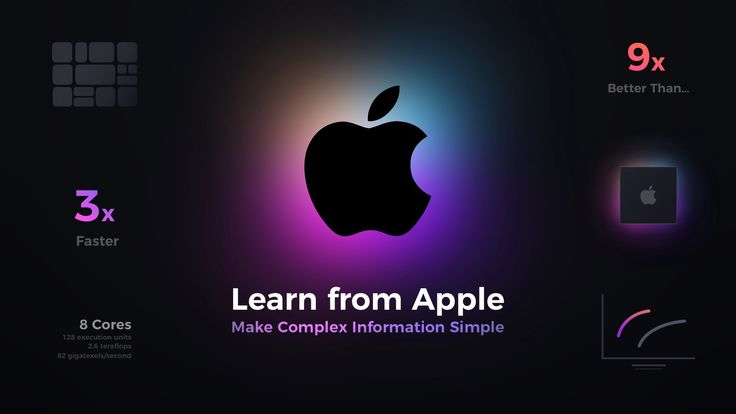 9x
Better Than...
3x
Faster
Learn from Apple
Make Complex Information Simple
8 Cores
128 execution units
2.6 teraflops
82 gigatexels/second